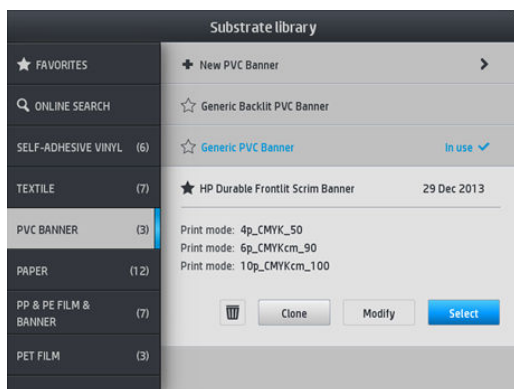 Substrate library
FAVORITES
ONLINE SEARCH
SELF-ADHESIVE VINYL (6)
TEXTILE (7)
PVC BANNER (3)
PAPER (12)
PP & PE FILM &
BANNER (7)
PET FILM (3)
New PVC Banner
Generic Backlit PVC Banner
Generic PVC Banner In use
HP Durable Frontlit Scrim Banner 29 Dec 2013
Print mode: 4p_CMYK_50
Print mode: 6p_CMYKcm_90
Print mode: 10p_CMYKcm_100
Clone Modify Select